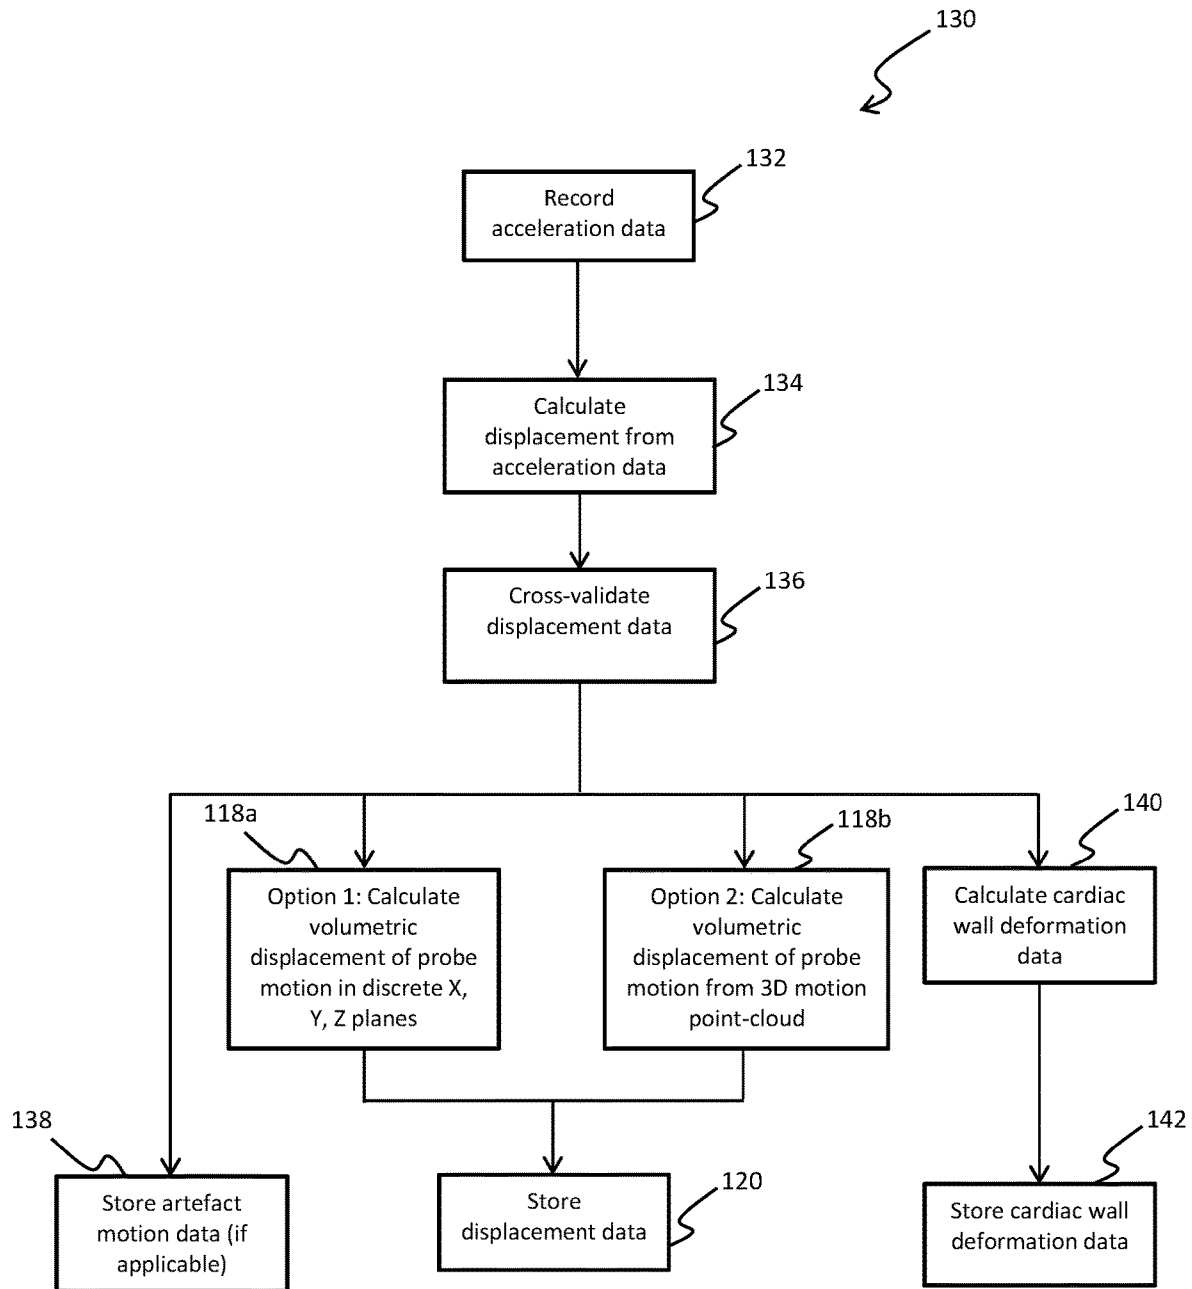 130
132
Record
acceleration data
134
Calculate
displacement from
acceleration data
136
Cross-validate
displacement data
118a
118b
140
Option 1: Calculate
volumetric
displacement of probe
motion in discrete X,
Y, Z planes
Option 2: Calculate
volumetric
displacement of probe
motion from 3D motion
point-cloud
Calculate cardiac
wall deformation
data
138
Store artefact
motion data (if
applicable)
120
Store
displacement data
142
Store cardiac wall
deformation data